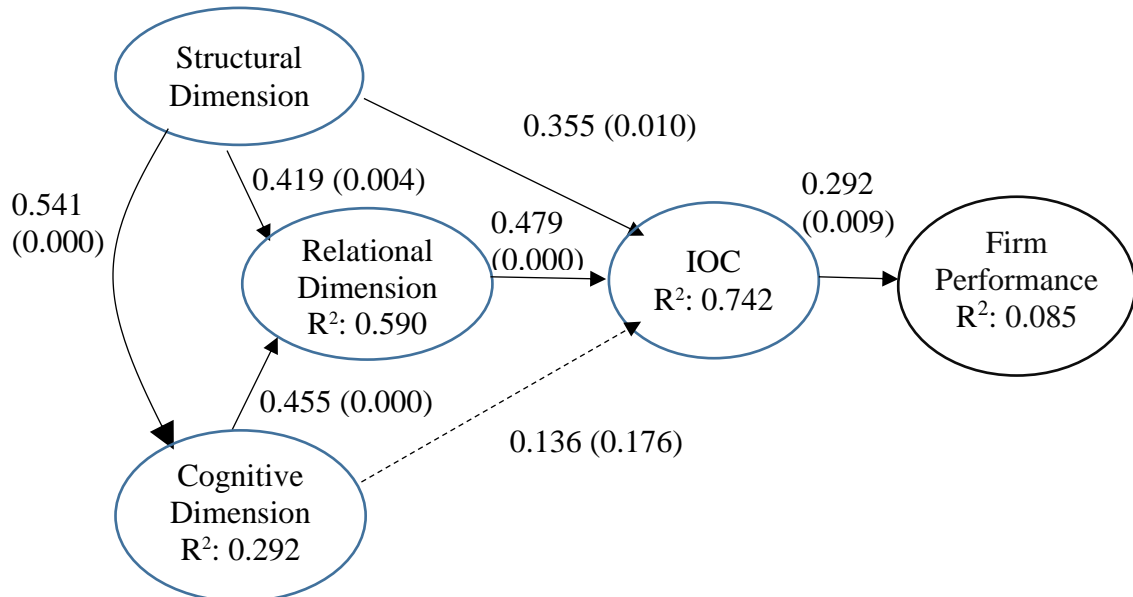 Structural
Dimension
0.355 (0.010)
0.419 (0.004)
0.541
(0.000)
0.479
(0.000)
0.292
(0.009)
Relational
Dimension
R²: 0.590
IOC
R²: 0.742
Firm
Performance
R²: 0.085
0.455 (0.000)
0.136 (0.176)
Cognitive
Dimension
R²: 0.292